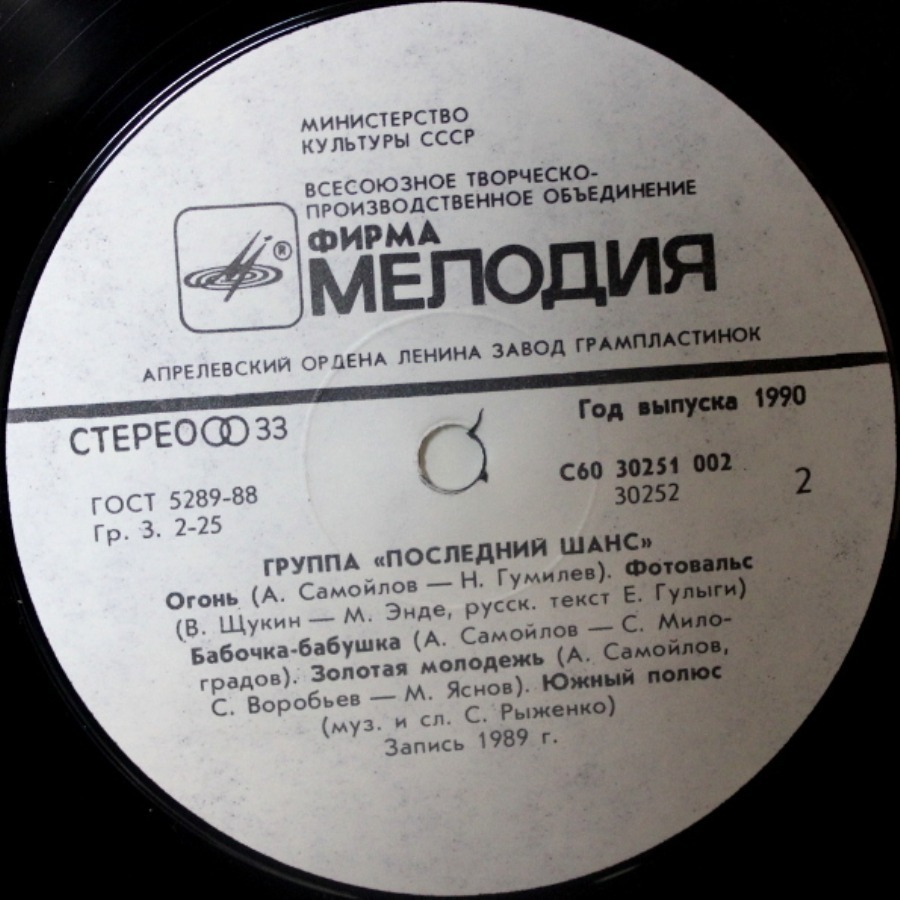 МИНИСТЕРСТВО
КУЛЬТУРЫ СССР
ВСЕСОЮЗНОЕ ТВОРЧЕСКО-
ПРОИЗВОДСТВЕННОЕ ОБЪЕДИНЕНИЕ
ФИРМА
МЕЛОДИЯ
®
АПРЕЛЕВСКИЙ ОРДЕНА ЛЕНИНА ЗАВОД ГРАМПЛАСТИНОК
СТЕРЕО 33
Год выпуска 1990
ГОСТ 5289-88
Гр. 3. 2-25
С60 30251 002
30252
2
ГРУППА «ПОСЛЕДНИЙ ШАНС»
Огонь (А. Самойлов — Н. Гумилев). Фотовальс
(В. Щукин — М. Энде, русск. текст Е. Гулыги)
Бабочка-бабушка (А. Самойлов — С. Мило-
градов). Золотая молодежь (А. Самойлов,
С. Воробьев — М. Яснов). Южный полюс
(муз. и сл. С. Рыженко)
Запись 1989 г.